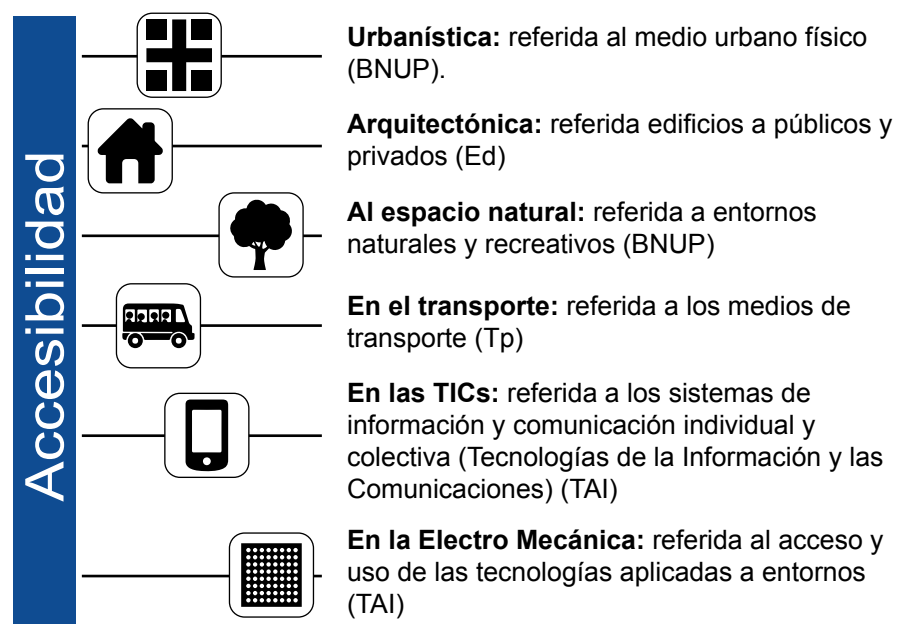 Accesibilidad
Urbanística: referida al medio urbano físico
(BNUP).
Arquitectónica: referida edificios a públicos y
privados (Ed)
Al espacio natural: referida a entornos
naturales y recreativos (BNUP)
En el transporte: referida a los medios de
transporte (Tp)
En las TICs: referida a los sistemas de
información y comunicación individual y
colectiva (Tecnologías de la Información y las
Comunicaciones) (TAI)
En la Electro Mecánica: referida al acceso y
uso de las tecnologías aplicadas a entornos
(TAI)